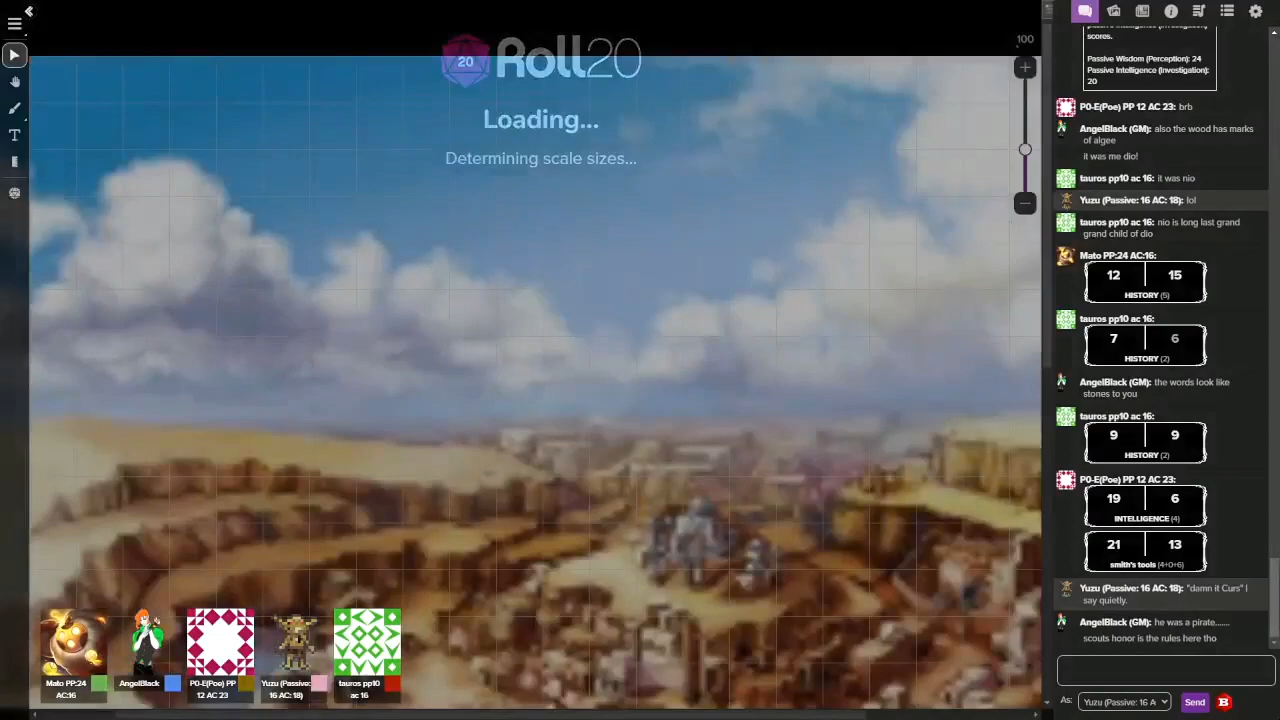 20 Roll20
Loading...
Determining scale sizes...
100
scores.
Passive Wisdom (Perception): 24
Passive Intelligence (Investigation):
20
P0-E(Poe) PP 12 AC 23: brb
AngelBlack (GM): also the wood has marks
of algee
it was me dio!
tauros pp10 ac 16: it was nio
Yuzu (Passive: 16 AC: 18): lol
tauros pp10 ac 16: nio is long last grand
grand child of dio
Mato PP:24 AC:16:
12 15
HISTORY (5)
tauros pp10 ac 16:
7 6
HISTORY (2)
AngelBlack (GM): the words look like
stones to you
tauros pp10 ac 16:
9 9
HISTORY (2)
P0-E(Poe) PP 12 AC 23:
19 6
INTELLIGENCE (4)
21 13
smith's tools (4+0+6)
Yuzu (Passive: 16 AC: 18): "damn it Curs" I
say quietly.
AngelBlack (GM): he was a pirate.......
scouts honor is the rules here tho
As: Yuzu (Passive: 16 A Send B
Mato PP:24
AC:16
AngelBlack
P0-E(Poe) PP
12 AC 23
Yuzu (Passive:
16 AC: 18)
tauros pp10
ac 16